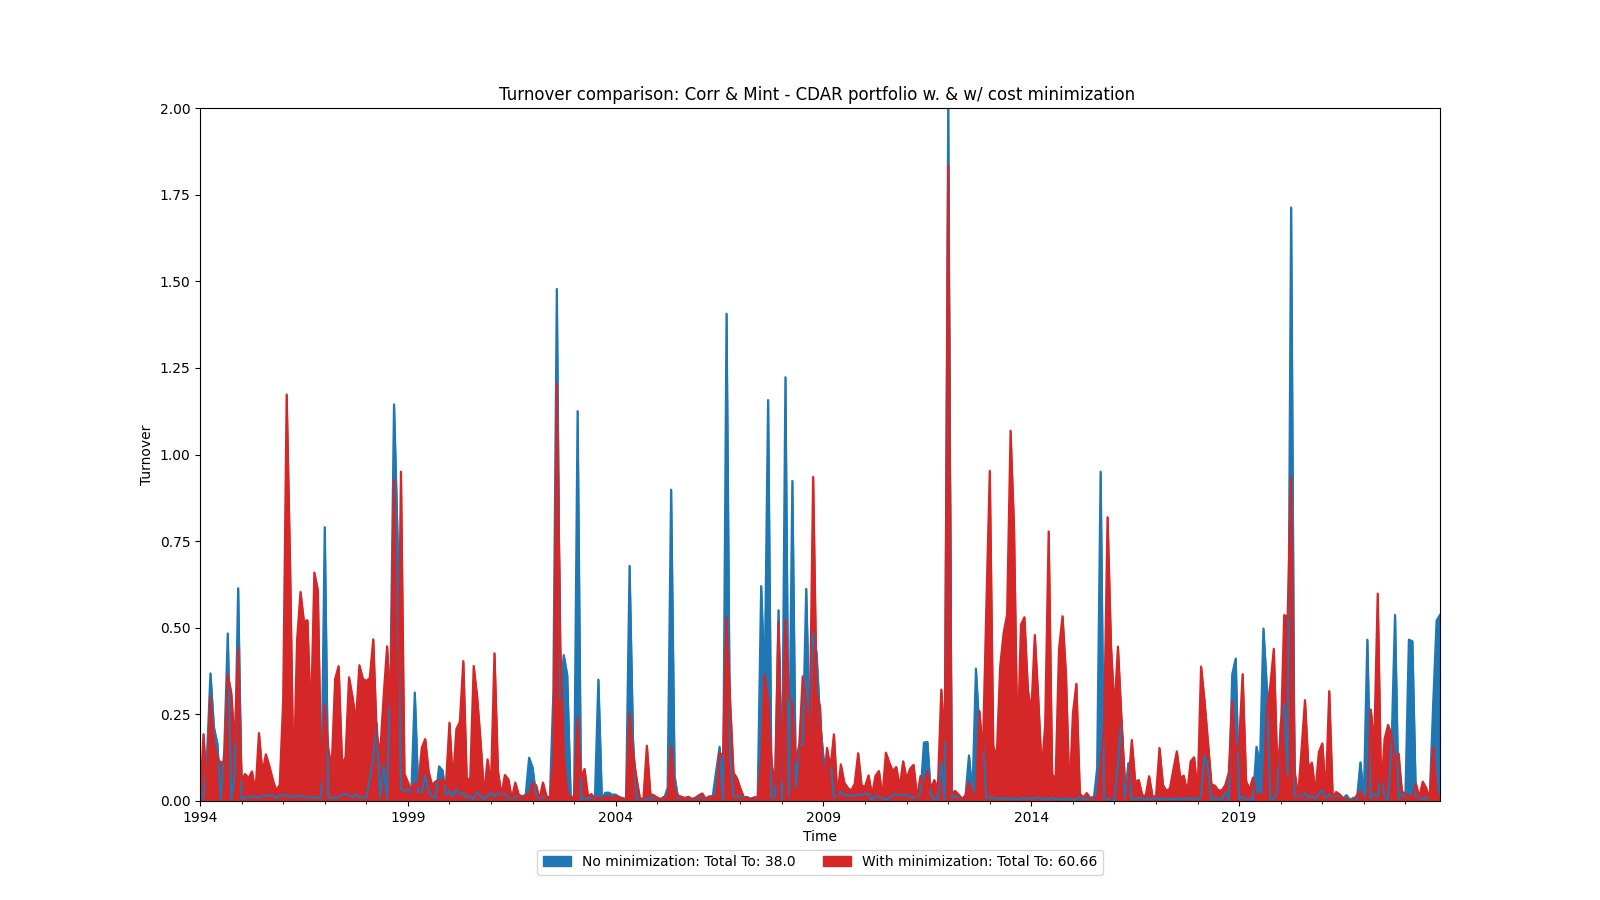 Turnover comparison: Corr & Mint - CDAR portfolio w. & w/ cost minimization
2.00
1.75
1.50
1.25
1.00
0.75
0.50
0.25
0.00
Turnover
1994 1999 2004 2009 2014 2019
Time
No minimization: Total To: 38.0 With minimization: Total To: 60.66